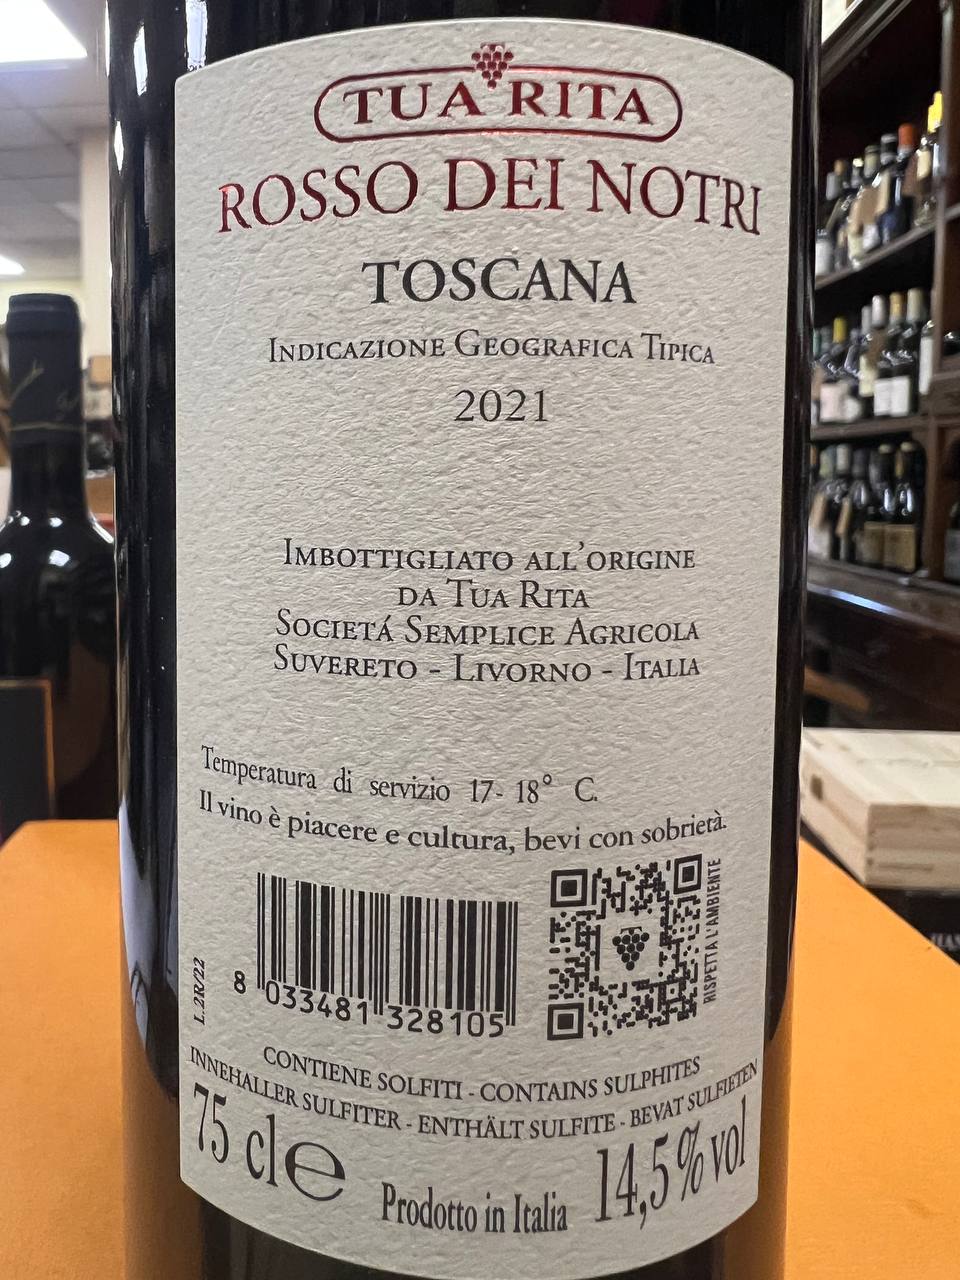 TUA RITA
ROSSO DEI NOTRI
TOSCANA
INDICAZIONE GEOGRAFICA TIPICA
2021
IMBOTTIGLIATO ALL'ORIGINE
DA TUA RITA
SOCIETÁ SEMPLICE AGRICOLA
SUVERETO - LIVORNO - ITALIA
Temperatura di servizio 17- 18° C.
Il vino è piacere e cultura, bevi con sobrietà.
RISPETTA L'AMBIENTE
L.2R/22
8 033481 328105
CONTIENE SOLFITI - CONTAINS SULPHITES
INNEHALLER SULFITER - ENTHÄLT SULFITE - BEVAT SULFIETEN
75 cl e
Prodotto in Italia
14,5% vol